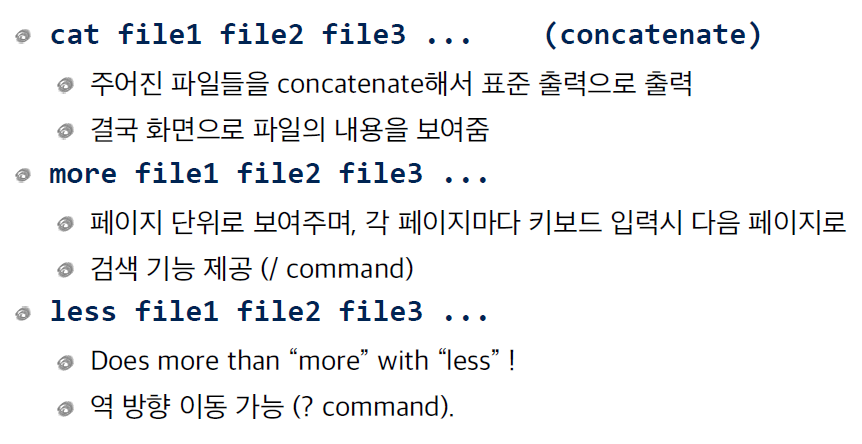 cat file1 file2 file3 ... (concatenate)
주어진 파일들을 concatenate해서 표준 출력으로 출력
결국 화면으로 파일의 내용을 보여줌
more file1 file2 file3 ...
페이지 단위로 보여주며, 각 페이지마다 키보드 입력시 다음 페이지로
검색 기능 제공 (/ command)
less file1 file2 file3 ...
Does more than “more” with “less” !
역 방향 이동 가능 (? command).